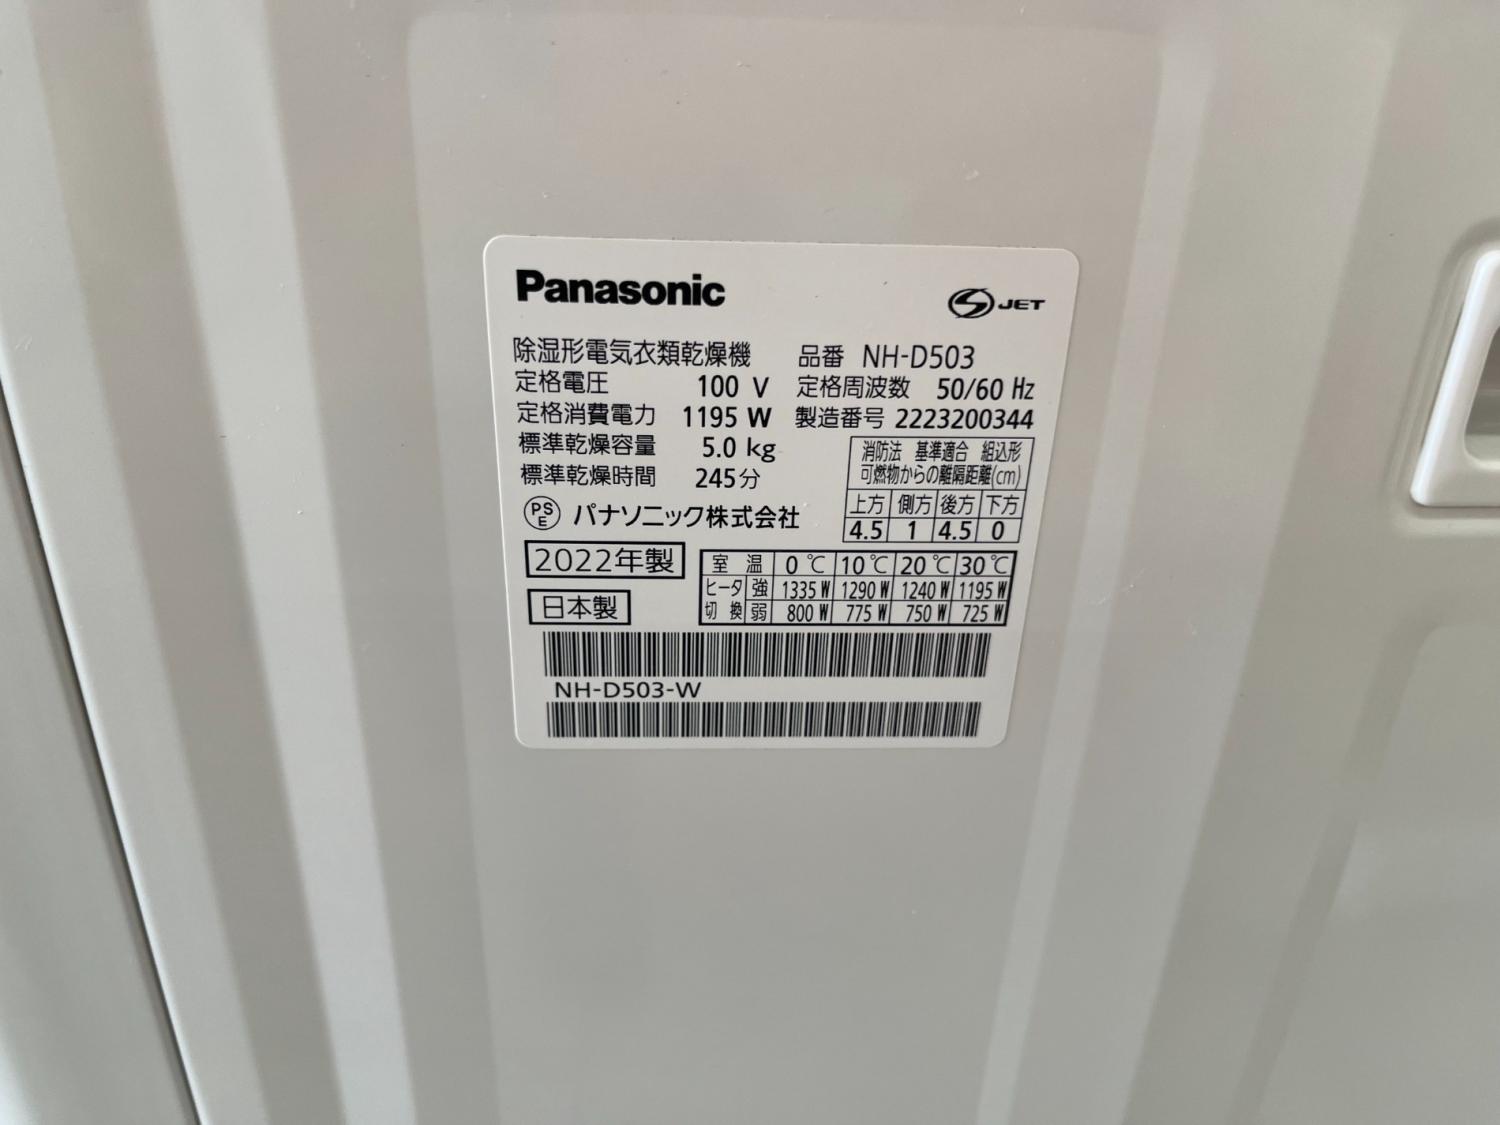 Panasonic
S JET
除湿形電気衣類乾燥機 品番 NH-D503
定格電圧 100 V 定格周波数 50/60 Hz
定格消費電力 1195 W 製造番号 2223200344
標準乾燥容量 5.0 kg
標準乾燥時間 245分
消防法 基準適合 組込形
可燃物からの離隔距離(cm)
上方 側方 後方 下方
4.5 1 4.5 0
PSE パナソニック株式会社
2022年製
日本製
室温 0℃ 10℃ 20℃ 30℃
ヒータ 強 1335 W 1290 W 1240 W 1195 W
切換 弱 800 W 775 W 750 W 725 W
NH-D503-W